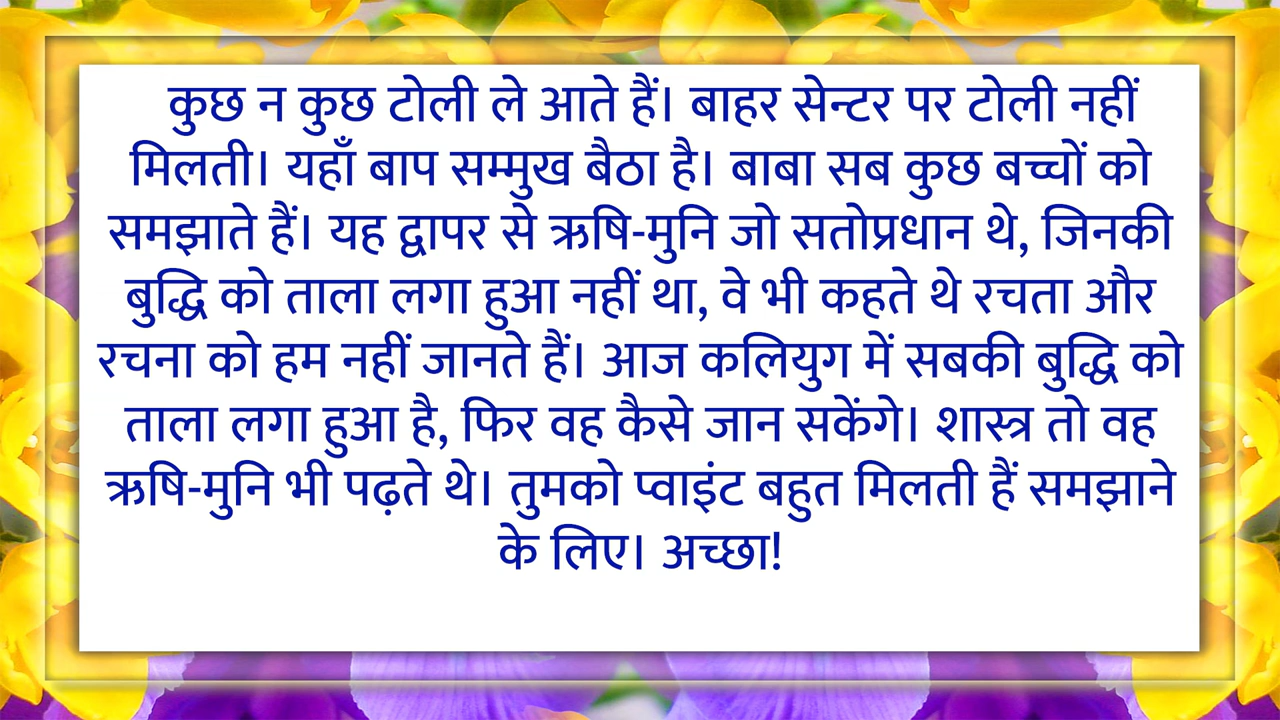 कुछ न कुछ टोली ले आते हैं। बाहर सेन्टर पर टोली नहीं
मिलती। यहाँ बाप सम्मुख बैठा है। बाबा सब कुछ बच्चों को
समझाते हैं। यह द्वापर से ऋषि-मुनि जो सतोप्रधान थे, जिनकी
बुद्धि को ताला लगा हुआ नहीं था, वे भी कहते थे रचता और
रचना को हम नहीं जानते हैं। आज कलियुग में सबकी बुद्धि को
ताला लगा हुआ है, फिर वह कैसे जान सकेंगे। शास्त्र तो वह
ऋषि-मुनि भी पढ़ते थे। तुमको प्वाइंट बहुत मिलती हैं समझाने
के लिए। अच्छा!